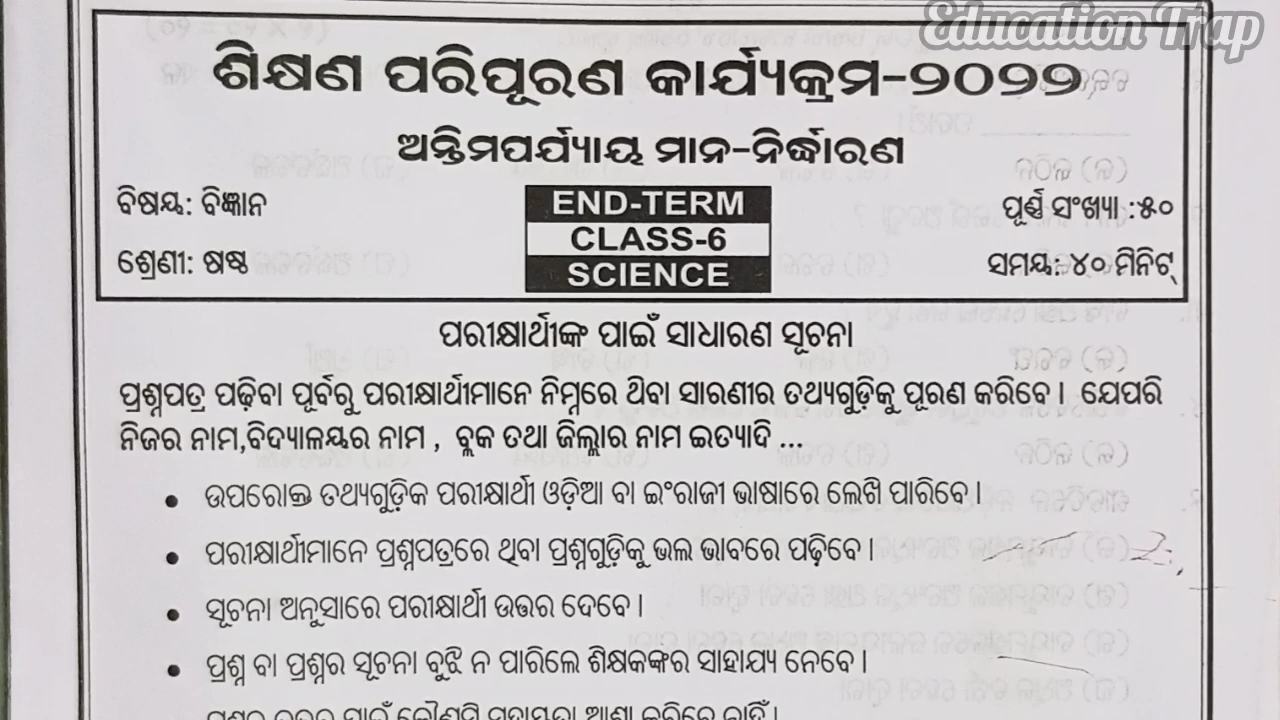 Education Trap
ଶିକ୍ଷଣ ପରିପୂରଣ କାର୍ଯ୍ୟକ୍ରମ-୨୦୨୨
ଅନ୍ତିମପର୍ଯ୍ୟାୟ ମାନ-ନିର୍ଦ୍ଧାରଣ
ବିଷୟ: ବିଜ୍ଞାନ
END-TERM
ପୂର୍ଣ୍ଣ ସଂଖ୍ୟା :୫୦
CLASS-6
ଶ୍ରେଣୀ: ଷଷ୍ଠ
SCIENCE
ସମୟ: ୪୦ ମିନିଟ୍
ପରୀକ୍ଷାର୍ଥୀଙ୍କ ପାଇଁ ସାଧାରଣ ସୂଚନା
ପ୍ରଶ୍ନପତ୍ର ପଢ଼ିବା ପୂର୍ବରୁ ପରୀକ୍ଷାର୍ଥୀମାନେ ନିମ୍ନରେ ଥିବା ସାରଣୀର ତଥ୍ୟଗୁଡ଼ିକୁ ପୂରଣ କରିବେ । ଯେପରି
ନିଜର ନାମ,ବିଦ୍ୟାଳୟର ନାମ , ବ୍ଲକ ତଥା ଜିଲ୍ଲାର ନାମ ଇତ୍ୟାଦି ...
• ଉପରୋକ୍ତ ତଥ୍ୟଗୁଡ଼ିକ ପରୀକ୍ଷାର୍ଥୀ ଓଡ଼ିଆ ବା ଇଂରାଜୀ ଭାଷାରେ ଲେଖି ପାରିବେ ।
• ପରୀକ୍ଷାର୍ଥୀମାନେ ପ୍ରଶ୍ନପତ୍ରରେ ଥିବା ପ୍ରଶ୍ନଗୁଡ଼ିକୁ ଭଲ ଭାବରେ ପଢ଼ିବେ ।
• ସୂଚନା ଅନୁସାରେ ପରୀକ୍ଷାର୍ଥୀ ଉତ୍ତର ଦେବେ ।
• ପ୍ରଶ୍ନ ବା ପ୍ରଶ୍ନର ସୂଚନା ବୁଝି ନ ପାରିଲେ ଶିକ୍ଷକଙ୍କର ସାହାଯ୍ୟ ନେବେ ।